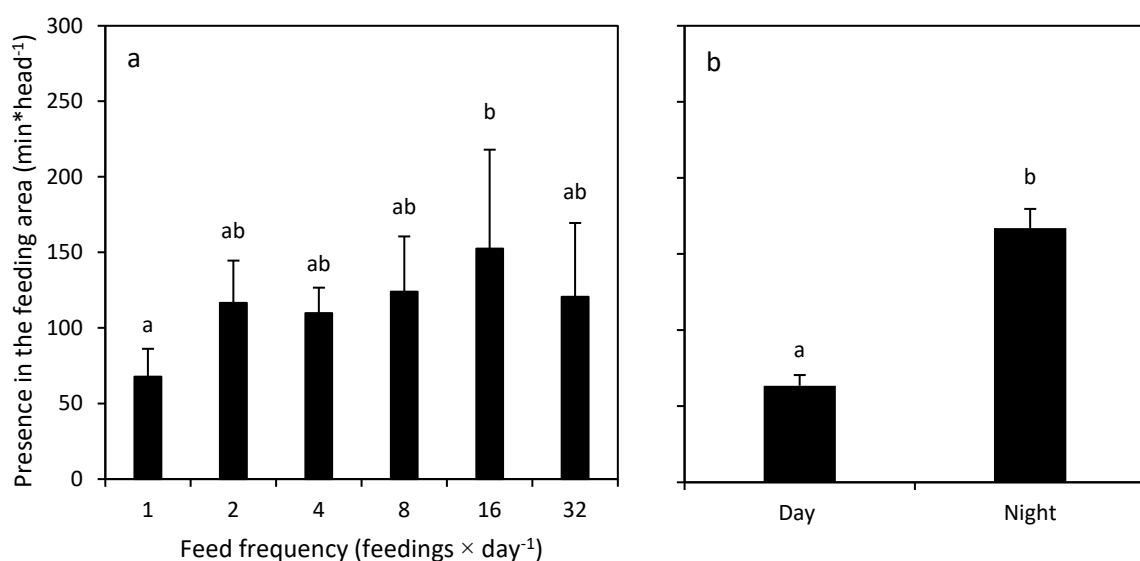 Presence in the feeding area (min*head⁻¹)
300
250
200
150
100
50
0
a
a
ab
ab
ab
b
ab
1 2 4 8 16 32
Feed frequency (feedings × day⁻¹)
b
a
b
Day Night